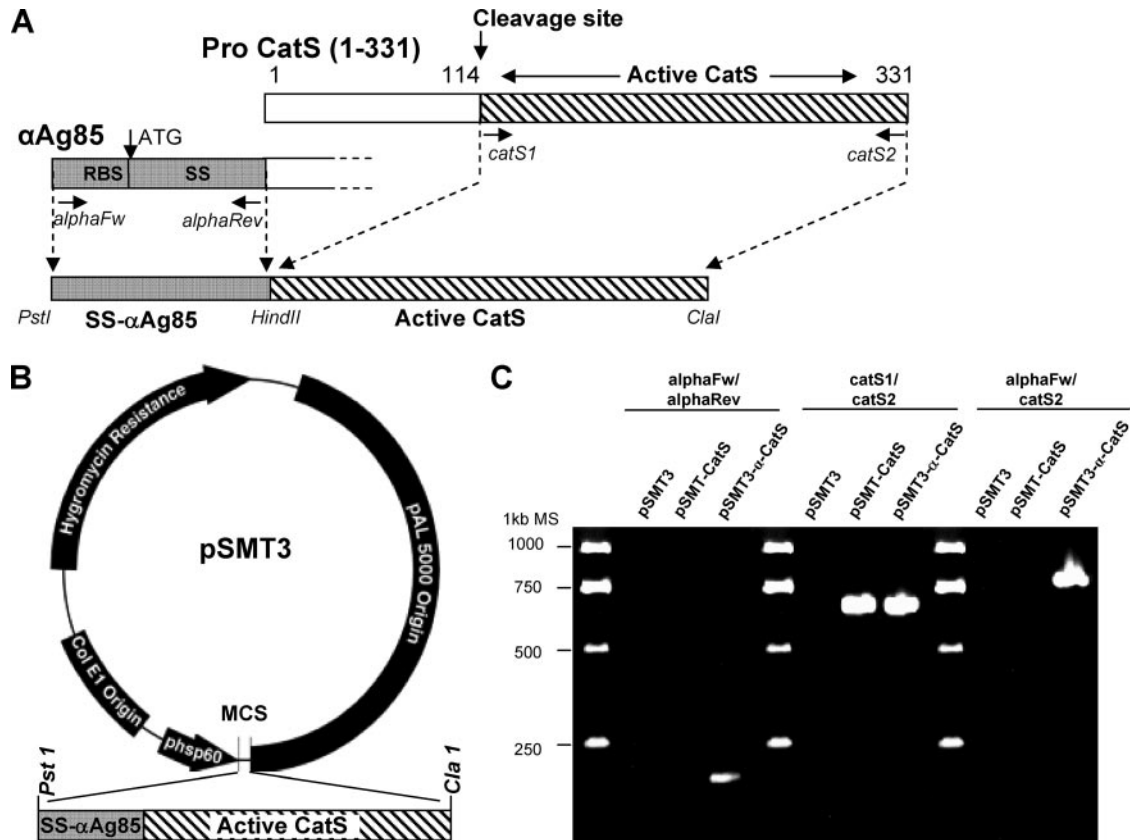 A
Cleavage site
Pro CatS (1-331)
1
114
Active CatS
331
αAg85
ATG
RBS
SS
catS1
catS2
alphaFw
alphaRev
PstI
SS-αAg85
HindII
Active CatS
ClaI
B
Hygromycin Resistance
pAL 5000 Origin
pSMT3
Col E1 Origin
phsp60
MCS
Pst 1
Cla 1
SS-αAg85
Active CatS
C
alphaFw/
alphaRev
catS1/
catS2
alphaFw/
catS2
pSMT3
pSMT-CatS
pSMT3-α-CatS
pSMT3
pSMT-CatS
pSMT3-α-CatS
pSMT3
pSMT-CatS
pSMT3-α-CatS
1kb MS
1000
750
500
250